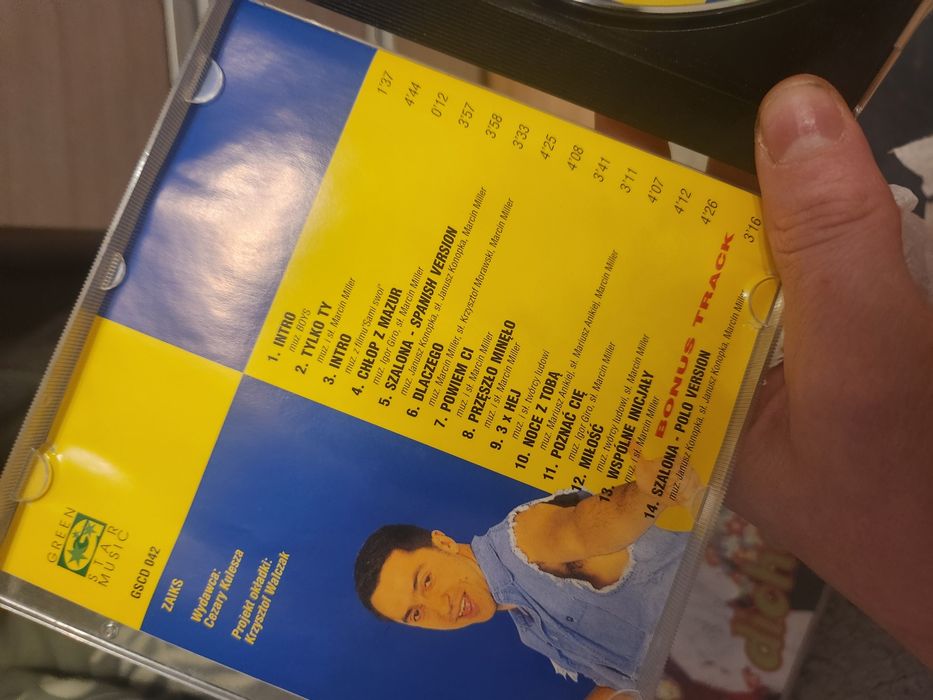 1. INTRO 1'37
muz. BOYS
2. TYLKO TY 4'44
muz. i sł. Marcin Miller
3. INTRO 0'12
muz. z filmu"Sami swoi"
4. CHŁOP Z MAZUR 3'57
muz. Igor Giro, sł. Marcin Miller
5. SZALONA - SPANISH VERSION 3'58
muz. Janusz Konopka, sł. Janusz Konopka, Marcin Miller
6. DLACZEGO 3'33
muz. Marcin Miller, sł. Krzysztof Morawski, Marcin Miller
7. POWIEM CI 4'25
muz. i sł. Marcin Miller
8. PRZESZŁO MINĘŁO 4'08
muz. i sł. Marcin Miller
9. 3 x HEJ 3'41
muz. i sł. twórcy ludowi
10. NOCE Z TOBĄ 3'11
muz. Mariusz Anikiej, sł. Mariusz Anikiej, Marcin Miller
11. POZNAĆ CIĘ 4'07
muz. Igor Giro, sł. Marcin Miller
12. MIŁOŚĆ 4'12
muz. twórcy ludowi, sł. Marcin Miller
13. WSPÓLNE INICJAŁY 4'26
muz. i sł. Marcin Miller
BONUS TRACK
14. SZALONA - POLO VERSION 3'16
muz. Janusz Konopka, sł. Janusz Konopka, Marcin Miller
GREEN
STAR
MUSIC
GSCD 042
ZAIKS
Wydawca:
Cezary Kulesza
Projekt okładki:
Krzysztof Walczak